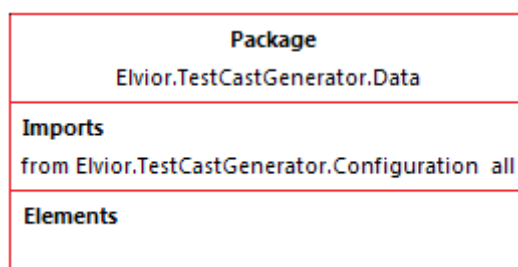 Package
Elvior.TestCastGenerator.Data
Imports
from Elvior.TestCastGenerator.Configuration all
Elements